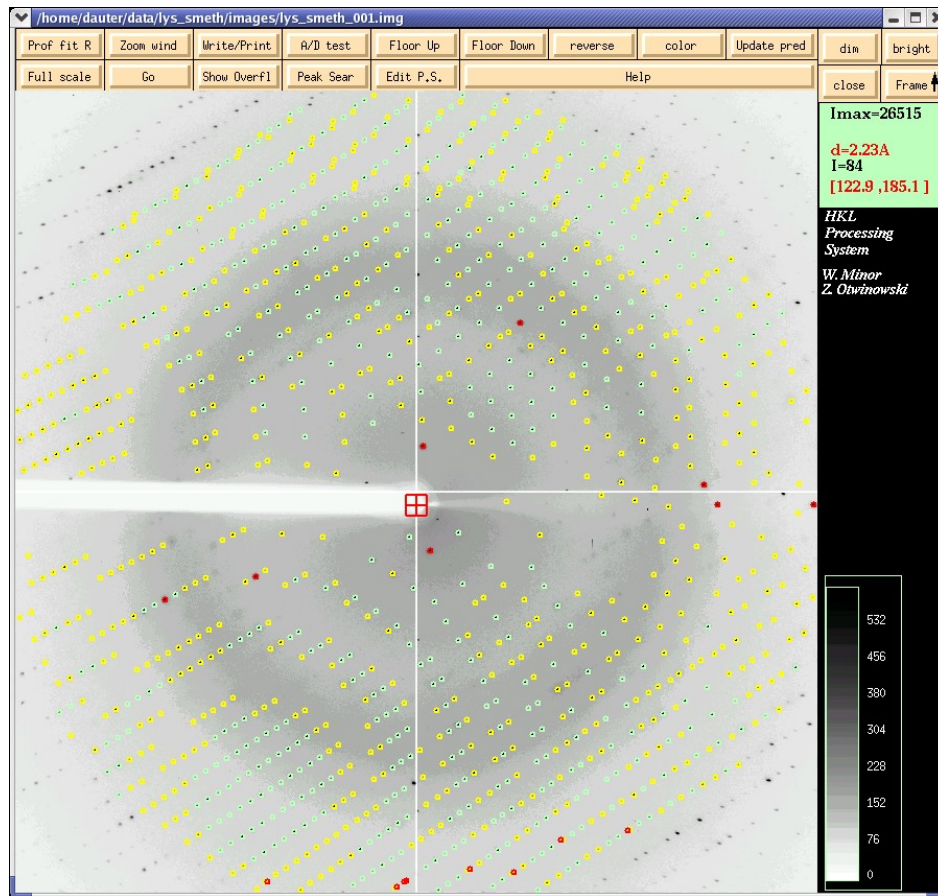 /home/dauter/data/lys_smeth/images/lys_smeth_001.img
Prof fit R
Zoom wind
Write/Print
A/D test
Floor Up
Floor Down
reverse
color
Update pred
dim
bright
Full scale
Go
Show Overfl
Peak Sear
Edit P.S.
Help
close
Frame
Imax=26515
d=2.23A
I=84
[122.9 ,185.1 ]
HKL
Processing
System
W. Minor
Z. Otwinowski
532
456
380
304
228
152
76
0